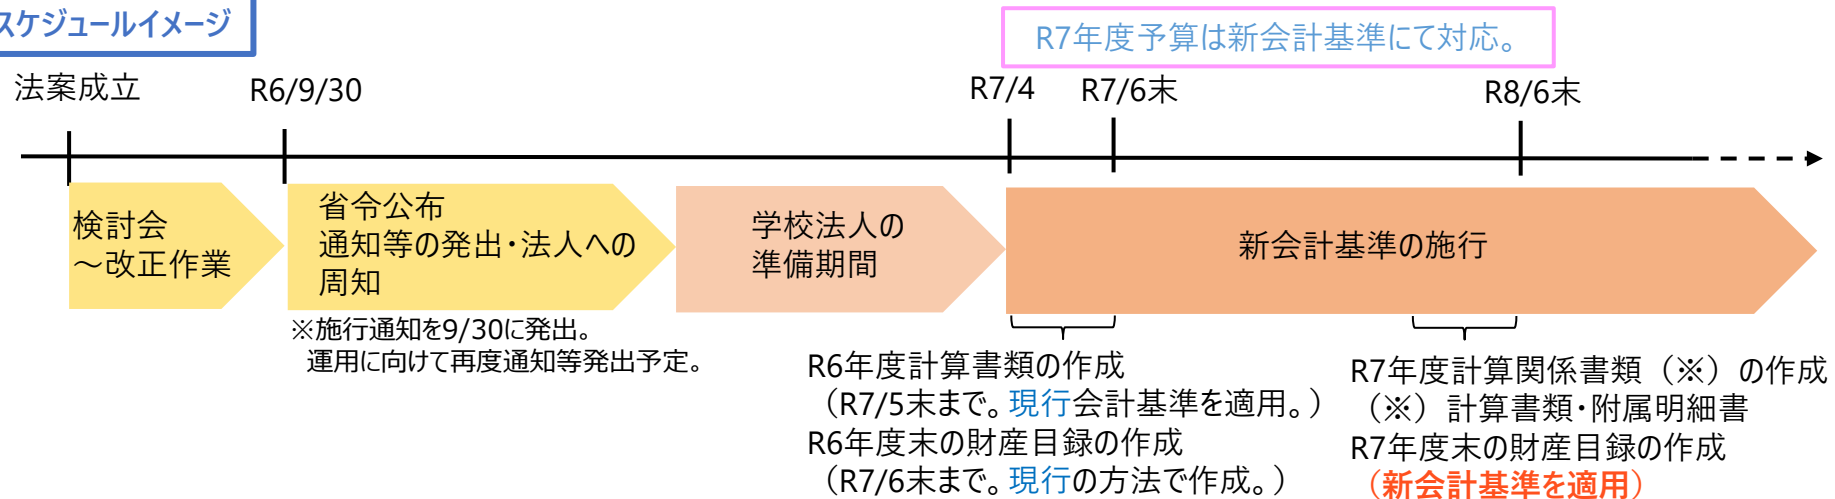 スケジュールイメージ
R7年度予算は新会計基準にて対応。
法案成立
R6/9/30
R7/4
R7/6末
R8/6末
検討会
～改正作業
省令公布
通知等の発出・法人への
周知
学校法人の
準備期間
新会計基準の施行
※施行通知を9/30に発出。
運用に向けて再度通知等発出予定。
R6年度計算書類の作成
（R7/5末まで。現行会計基準を適用。）
R6年度末の財産目録の作成
（R7/6末まで。現行の方法で作成。）
R7年度計算関係書類（※）の作成
（※）計算書類・附属明細書
R7年度末の財産目録の作成
（新会計基準を適用）